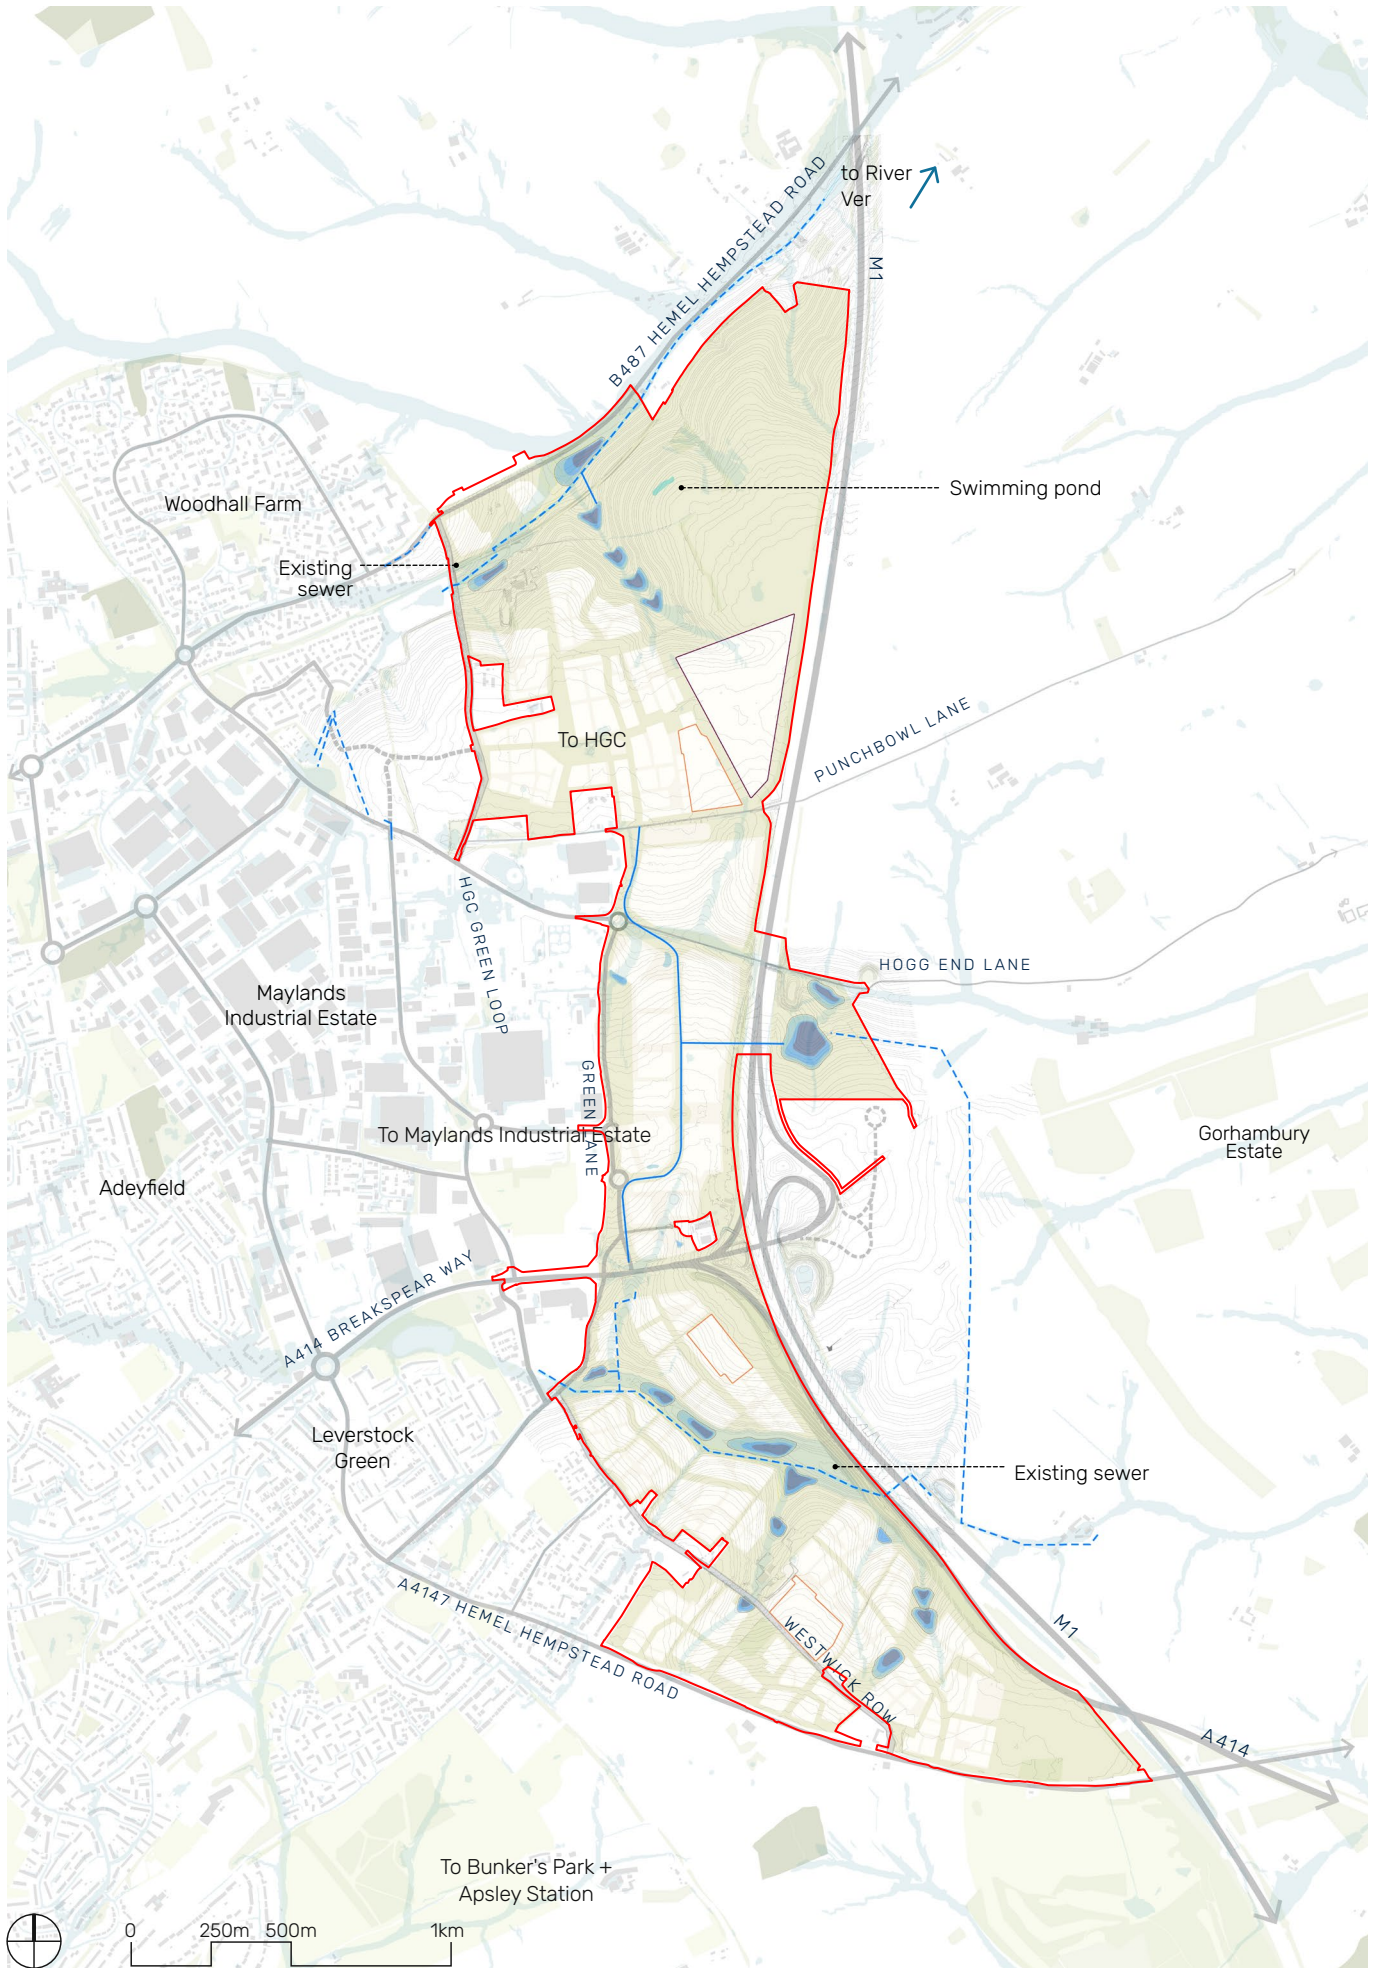 to River
Ver
B487 HEMEL HEMPSTEAD ROAD
M1
Woodhall Farm
Swimming pond
Existing
sewer
To HGC
PUNCHBOWL LANE
HGC GREEN LOOP
HOGG END LANE
Maylands
Industrial Estate
GREEN LANE
To Maylands Industrial Estate
Gorhambury
Estate
Adeyfield
A414 BREAKSPEAR WAY
Leverstock
Green
Existing sewer
A4147 HEMEL HEMPSTEAD ROAD
WESTWICK ROW
M1
A414
To Bunker's Park +
Apsley Station
0 250m 500m 1km